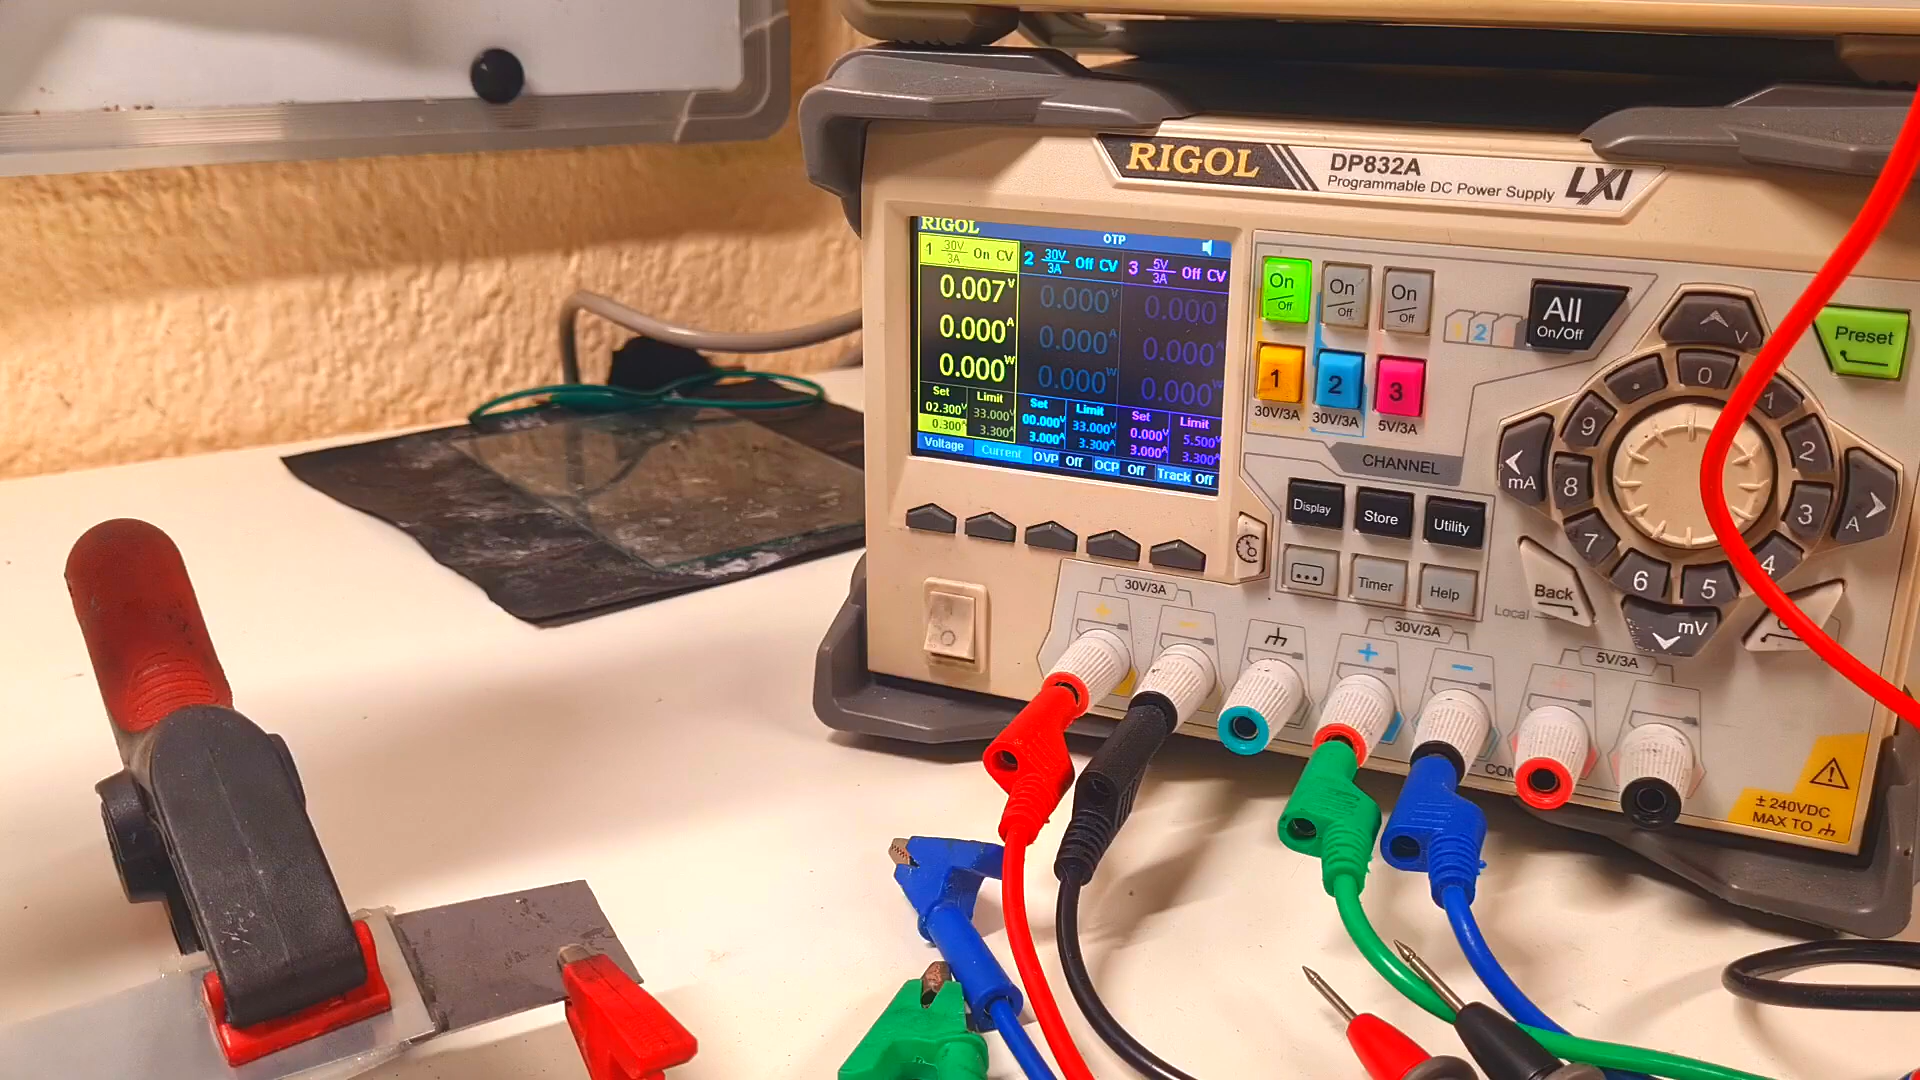 RIGOL
DP832A
Programmable DC Power Supply
LXI
RIGOL
OTP
1 30V/3A On CV
2 30V/3A Off CV
3 5V/3A Off CV
0.007V
0.000V
0.000
0.000A
0.000A
0.000A
0.000W
0.000W
0.000W
Set Limit
Set Limit
Set Limit
02.300V 33.000V
00.000V 33.000V
0.000V 5.500V
0.300A 3.300A
3.000A 3.300A
3.000A 3.300A
Voltage Current OVP Off OCP Off Track Off
On/Off
On/Off
On/Off
All
On/Off
Preset
1
2
3
30V/3A
30V/3A
5V/3A
2
CHANNEL
V
mA
A
mV
0
1
2
3
4
5
6
7
8
9
Display
Store
Utility
...
Timer
Help
Back
Local
30V/3A
30V/3A
5V/3A
+
−
+
−
± 240VDC
MAX TO